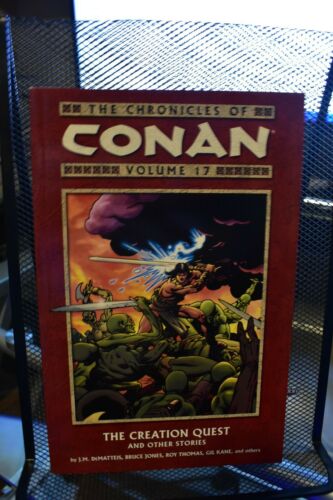 THE CHRONICLES OF
CONAN
VOLUME 17
THE CREATION QUEST
AND OTHER STORIES
by J.M. DeMATTEIS, BRUCE JONES, ROY THOMAS, GIL KANE, and others